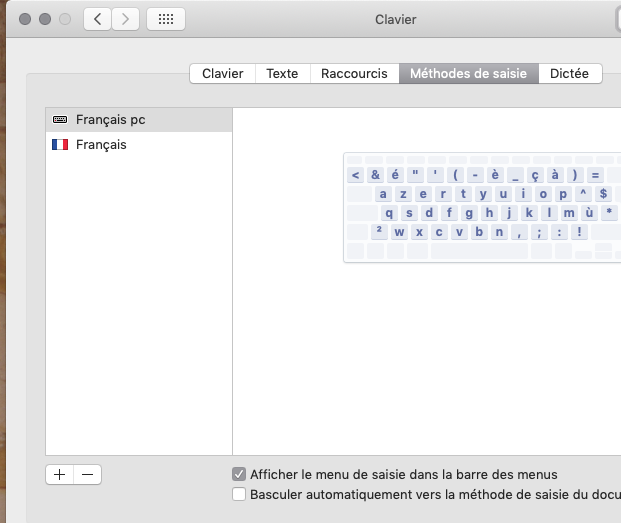 Clavier
Clavier Texte Raccourcis Méthodes de saisie Dictée
Français pc
Français
< & é " ' ( - è _ ç à ) =
a z e r t y u i o p ^ $
q s d f g h j k l m ù *
² w x c v b n , ; : !
Afficher le menu de saisie dans la barre des menus
Basculer automatiquement vers la méthode de saisie du docu